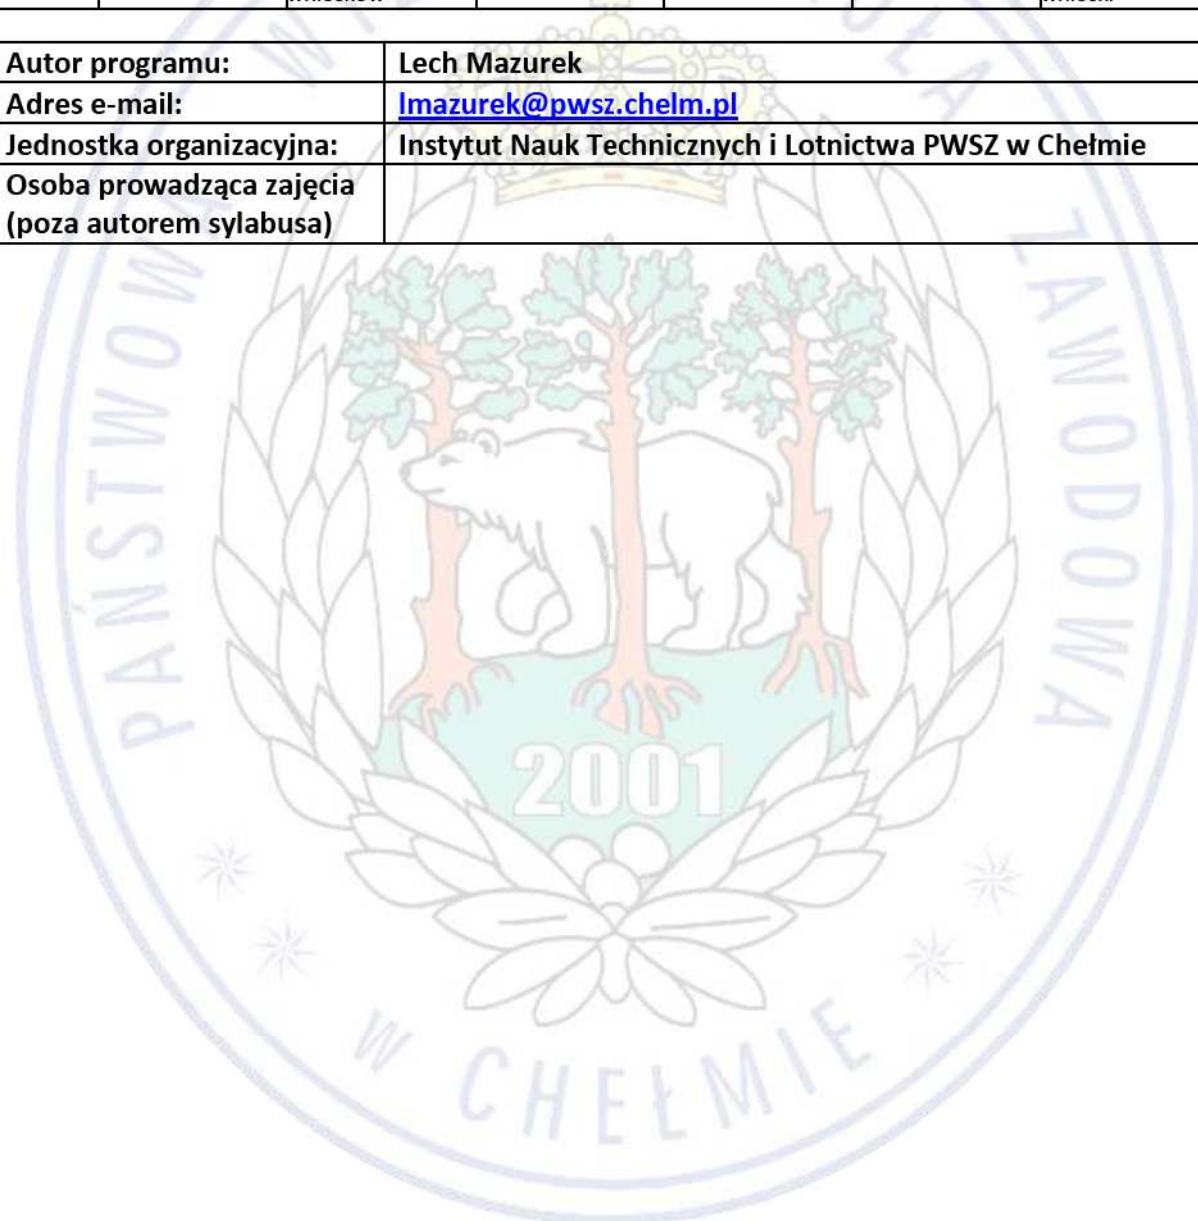 Autor programu: Lech Mazurek
Adres e-mail: lmazurek@pwsz.chelm.pl
Jednostka organizacyjna: Instytut Nauk Technicznych i Lotnictwa PWSZ w Chełmie
Osoba prowadząca zajęcia
(poza autorem sylabusa)
PAŃSTWOWA
ZAWODOWA
2001
W CHEŁMIE